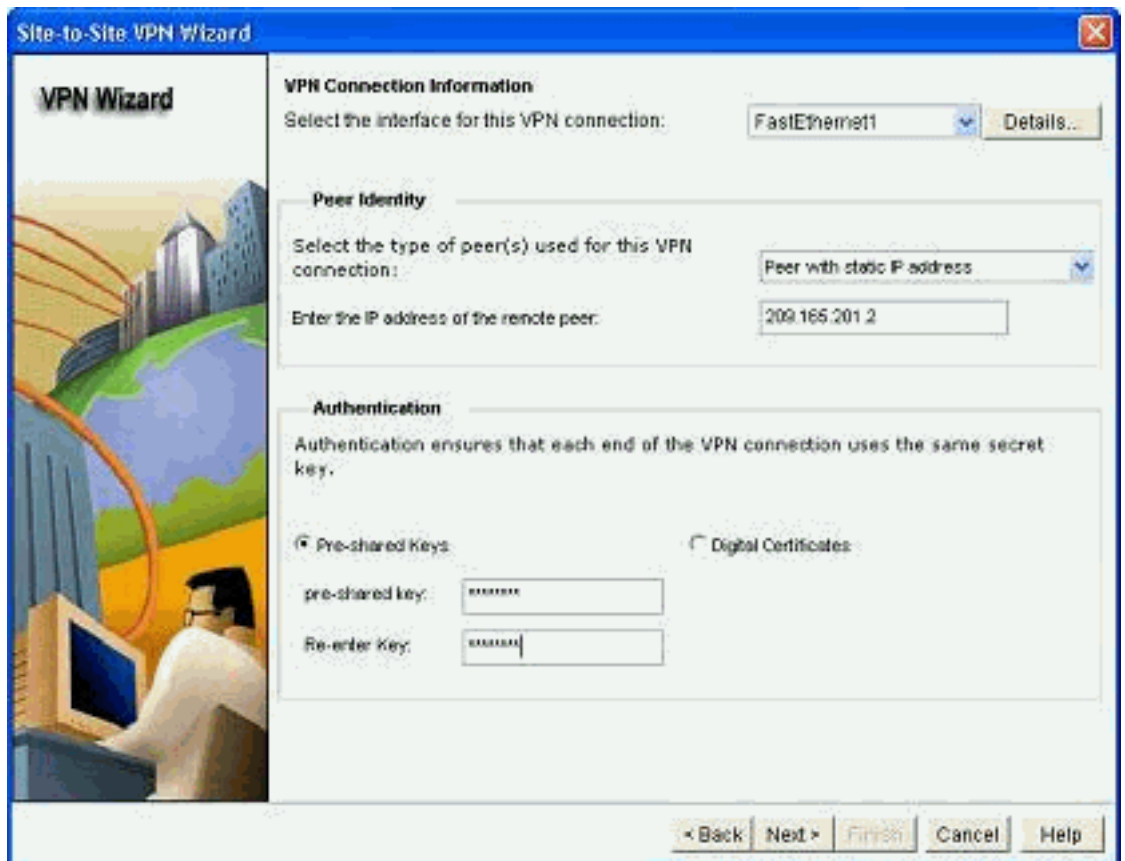 Site-to-Site VPN Wizard
VPN Wizard
VPN Connection Information
Select the interface for this VPN connection:
FastEthernet1
Details...
Peer Identity
Select the type of peer(s) used for this VPN
connection:
Peer with static IP address
Enter the IP address of the remote peer:
209.165.201.2
Authentication
Authentication ensures that each end of the VPN connection uses the same secret
key.
Pre-shared Keys
Digital Certificates
pre-shared key:
********
Re-enter Key:
********
< Back
Next >
Finish
Cancel
Help